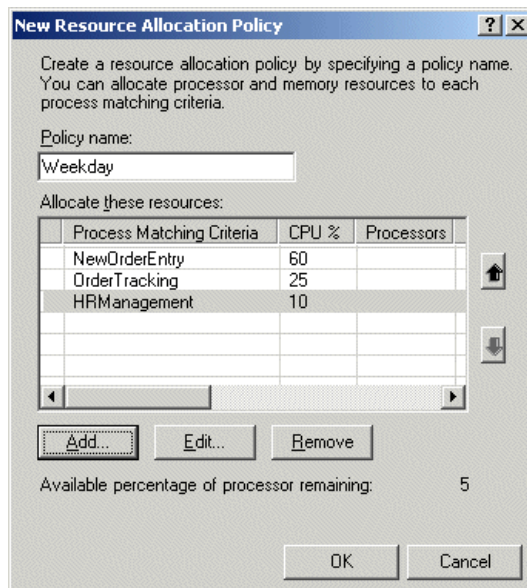 New Resource Allocation Policy
Create a resource allocation policy by specifying a policy name.
You can allocate processor and memory resources to each
process matching criteria.
Policy name:
Weekday
Allocate these resources:
Process Matching Criteria CPU % Processors
NewOrderEntry 60
OrderTracking 25
HRManagement 10
Add... Edit... Remove
Available percentage of processor remaining: 5
OK Cancel